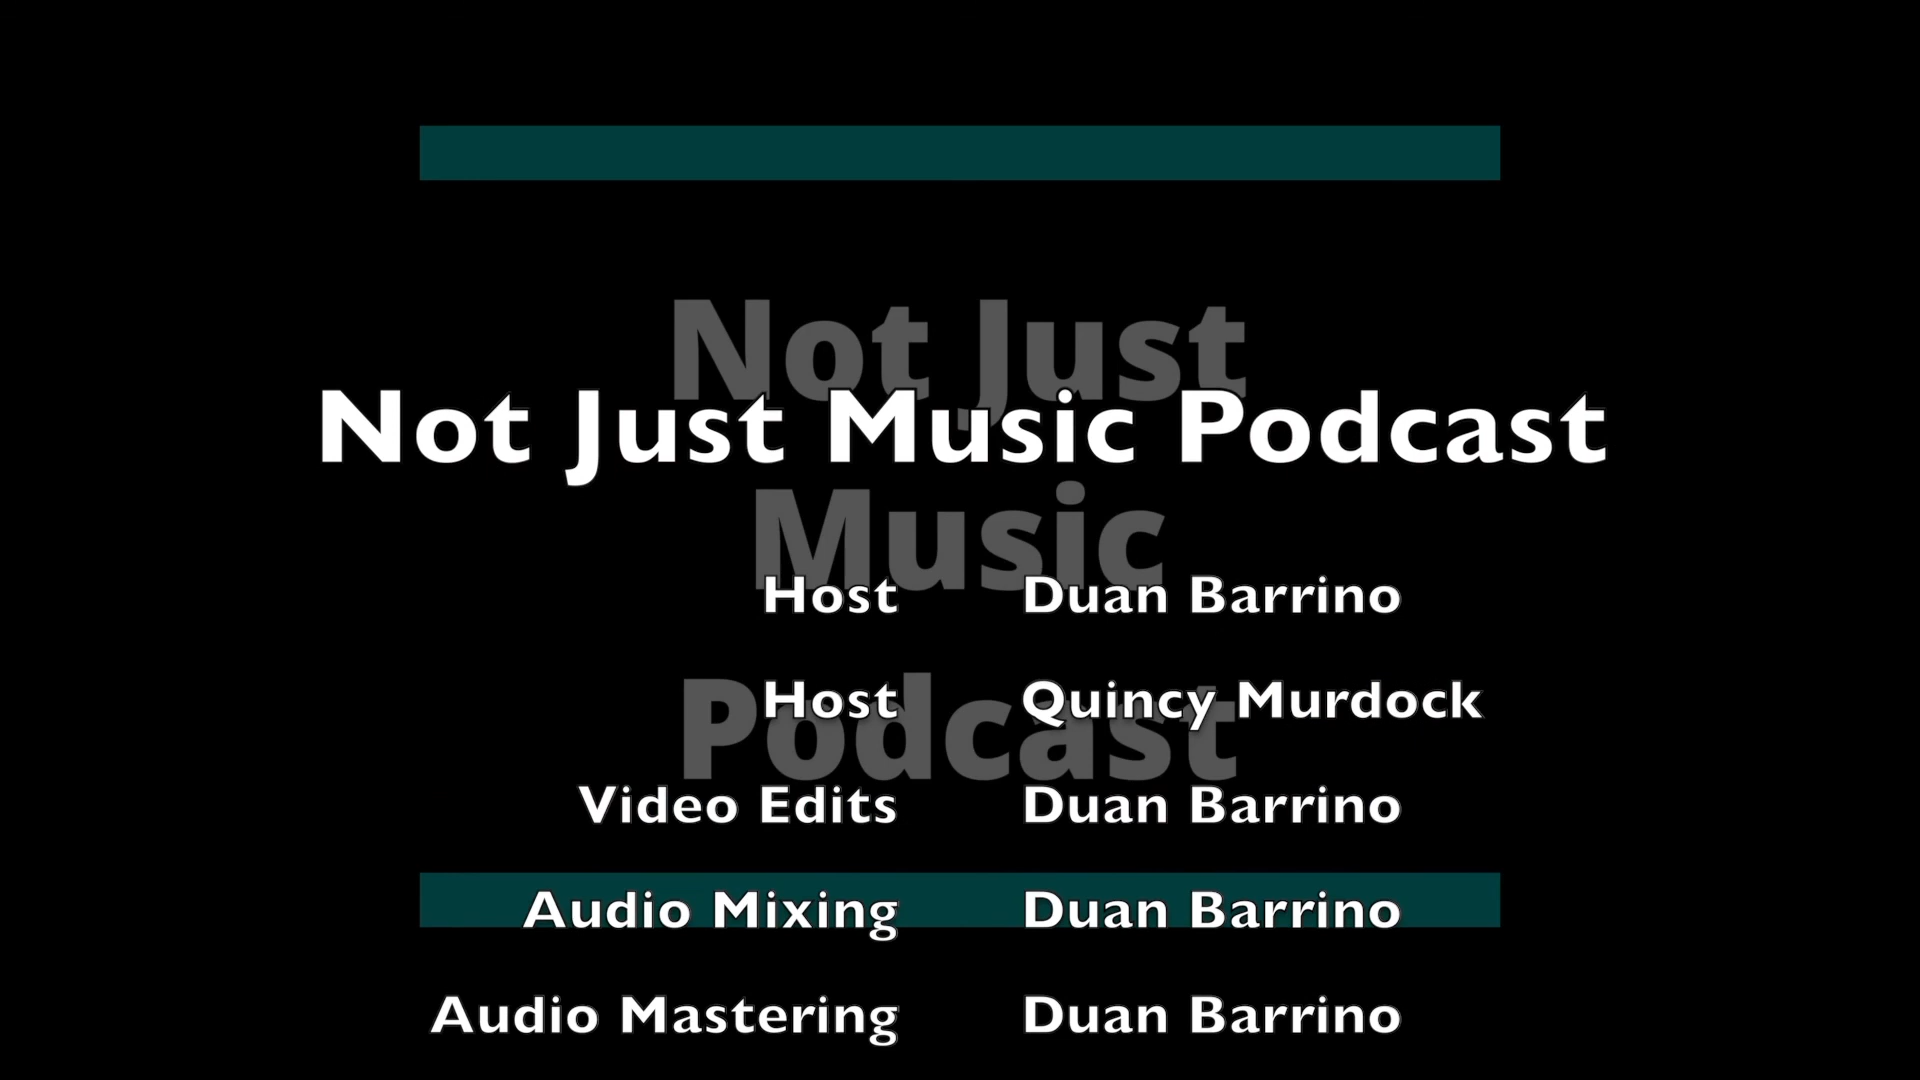 Not Just
Not Just Music Podcast
Music
Host Duan Barrino
Host Quincy Murdock
Podcast
Video Edits Duan Barrino
Audio Mixing Duan Barrino
Audio Mastering Duan Barrino